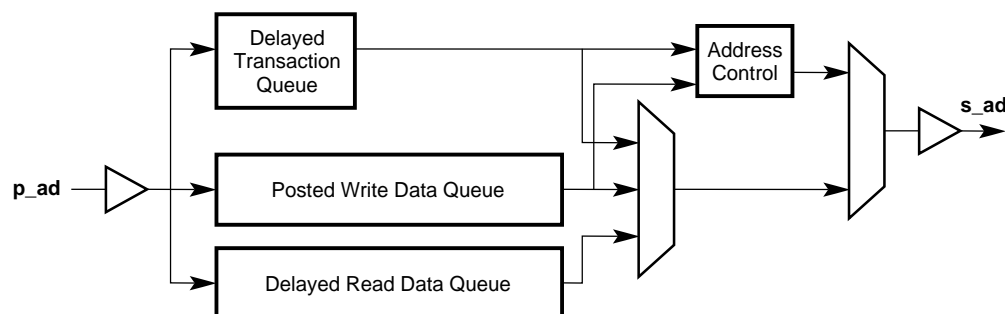 Delayed
Transaction
Queue
Address
Control
s_ad
p_ad
Posted Write Data Queue
Delayed Read Data Queue